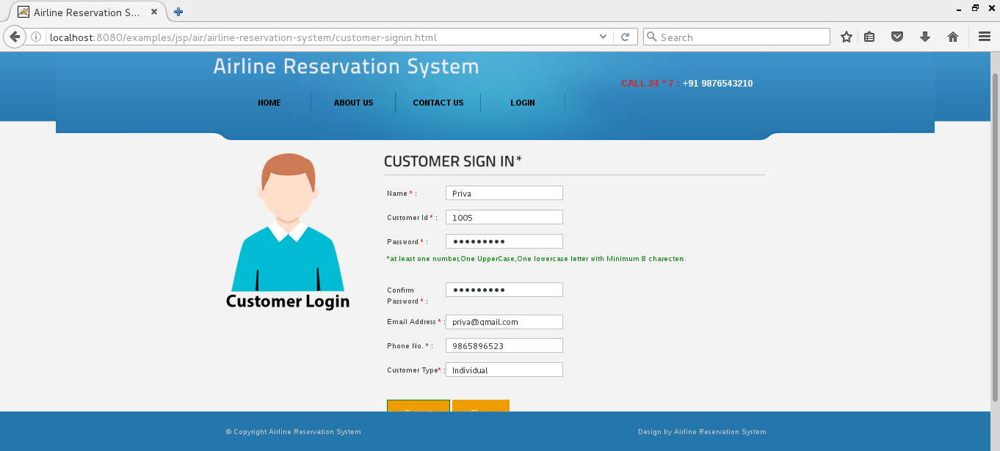 Airline Reservation S...
localhost:8080/examples/jsp/air/airline-reservation-system/customer-signin.html
Search
Airline Reservation System
CALL 24 * 7 : +91 9876543210
HOME ABOUT US CONTACT US LOGIN
CUSTOMER SIGN IN*
Name * : Priya
Customer Id * : 1005
Password * : •••••••••
*at least one number,One UpperCase,One lowercase letter with Minimum 8 charecters
Confirm
Password * : •••••••••
Email Address * : priya@gmail.com
Phone No. * : 9865896523
Customer Type* : Individual
Customer Login
© Copyright Airline Reservation System
Design by Airline Reservation System